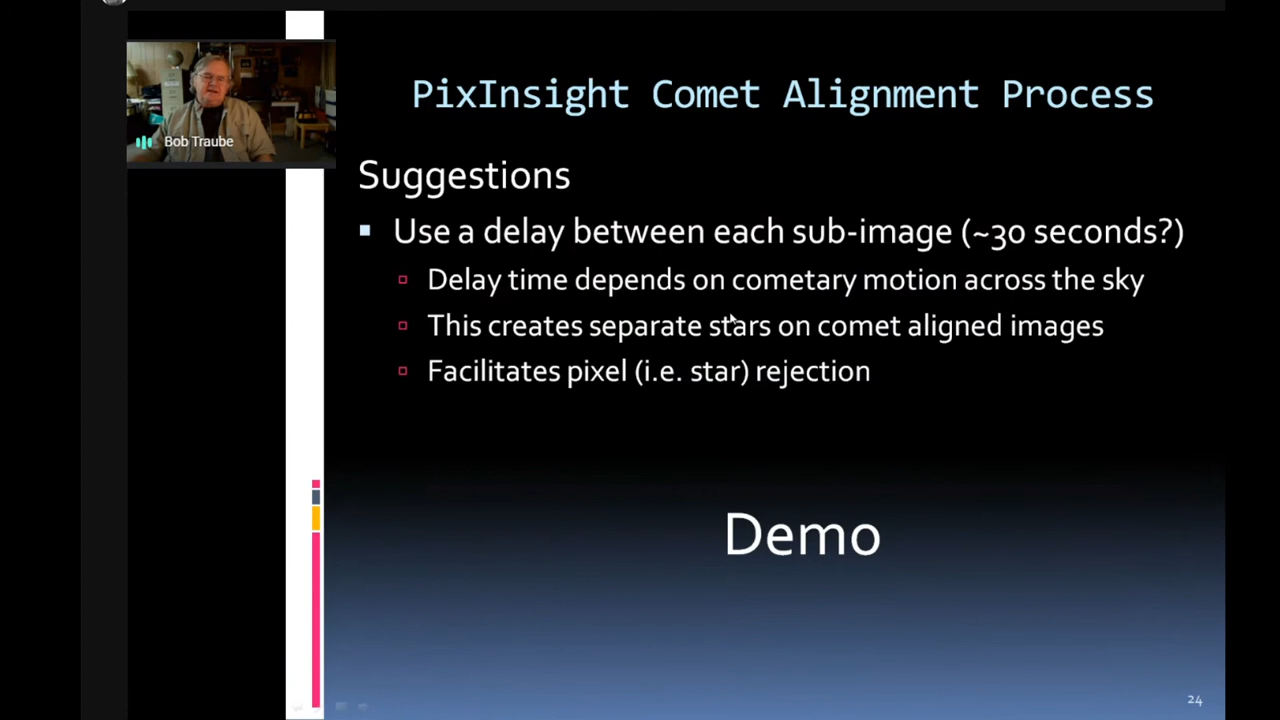 PixInsight Comet Alignment Process
Bob Traube
Suggestions
Use a delay between each sub-image (~30 seconds?)
Delay time depends on cometary motion across the sky
This creates separate stars on comet aligned images
Facilitates pixel (i.e. star) rejection
Demo
24